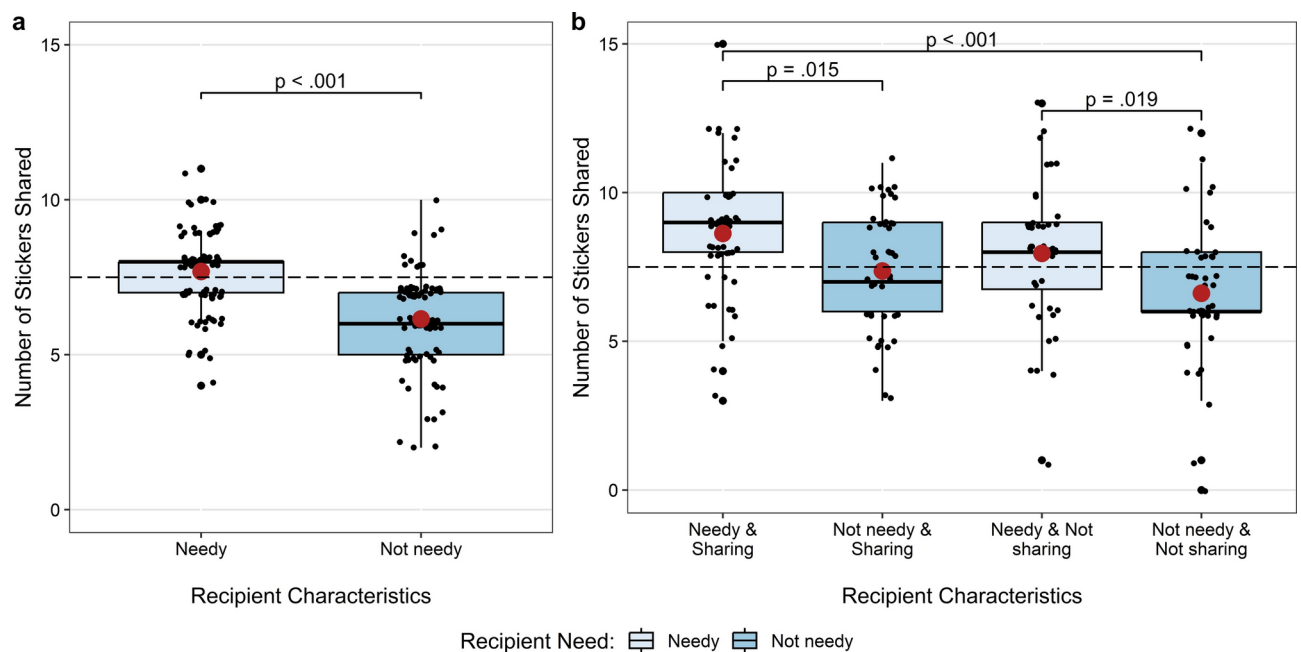 a
15
10
5
0
Number of Stickers Shared
p < .001
Needy
Not needy
Recipient Characteristics
b
15
10
5
0
Number of Stickers Shared
p < .001
p = .015
p = .019
Needy &
Sharing
Not needy &
Sharing
Needy & Not
sharing
Not needy &
Not sharing
Recipient Characteristics
Recipient Need: Needy Not needy